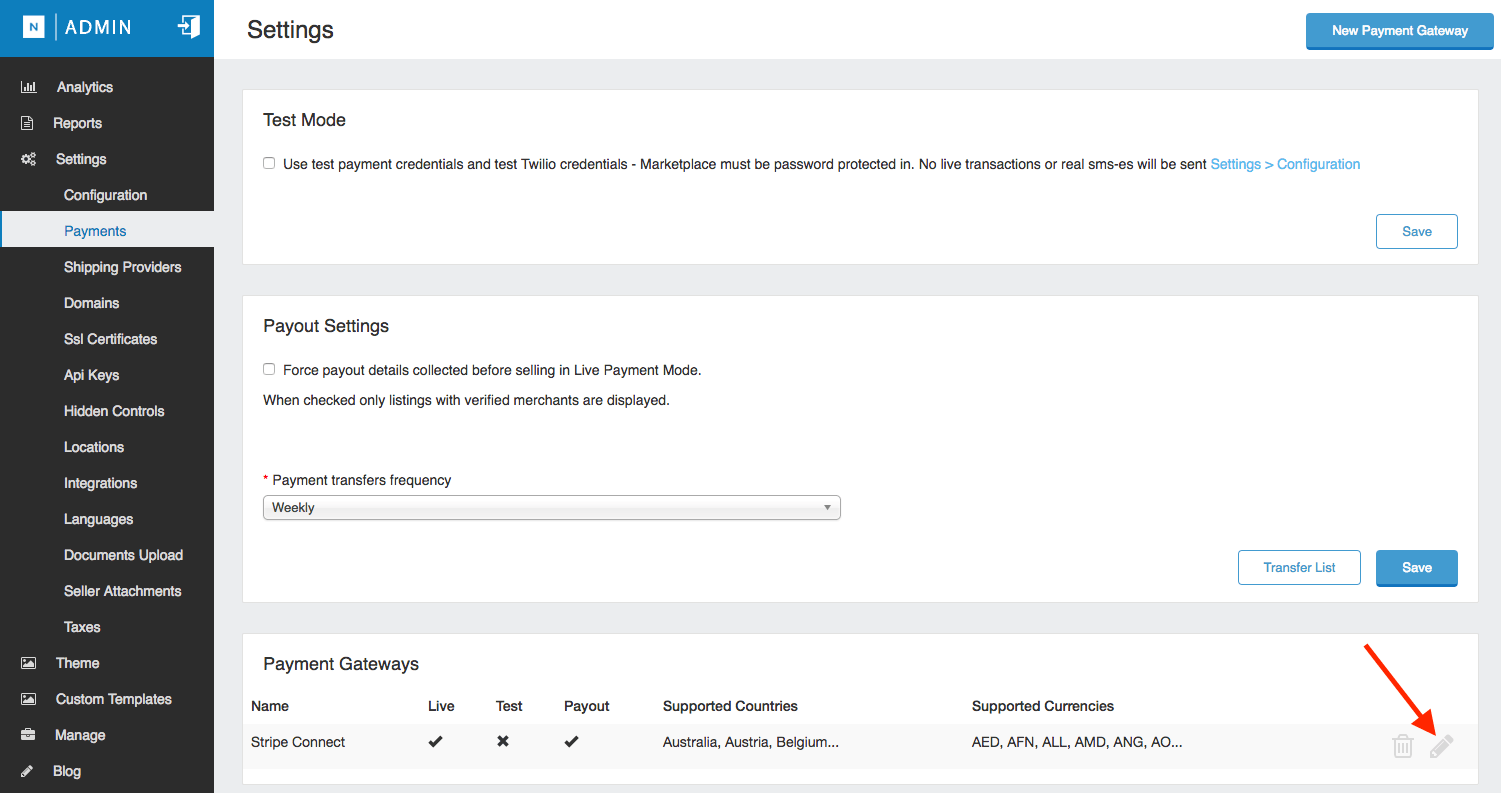 N ADMIN
Settings
New Payment Gateway
Analytics
Reports
Settings
Configuration
Payments
Shipping Providers
Domains
Ssl Certificates
Api Keys
Hidden Controls
Locations
Integrations
Languages
Documents Upload
Seller Attachments
Taxes
Theme
Custom Templates
Manage
Blog
Test Mode
Use test payment credentials and test Twilio credentials - Marketplace must be password protected in. No live transactions or real sms-es will be sent Settings > Configuration
Save
Payout Settings
Force payout details collected before selling in Live Payment Mode.
When checked only listings with verified merchants are displayed.
* Payment transfers frequency
Weekly
Transfer List Save
Payment Gateways
Name Live Test Payout Supported Countries Supported Currencies
Stripe Connect Australia, Austria, Belgium... AED, AFN, ALL, AMD, ANG, AO...